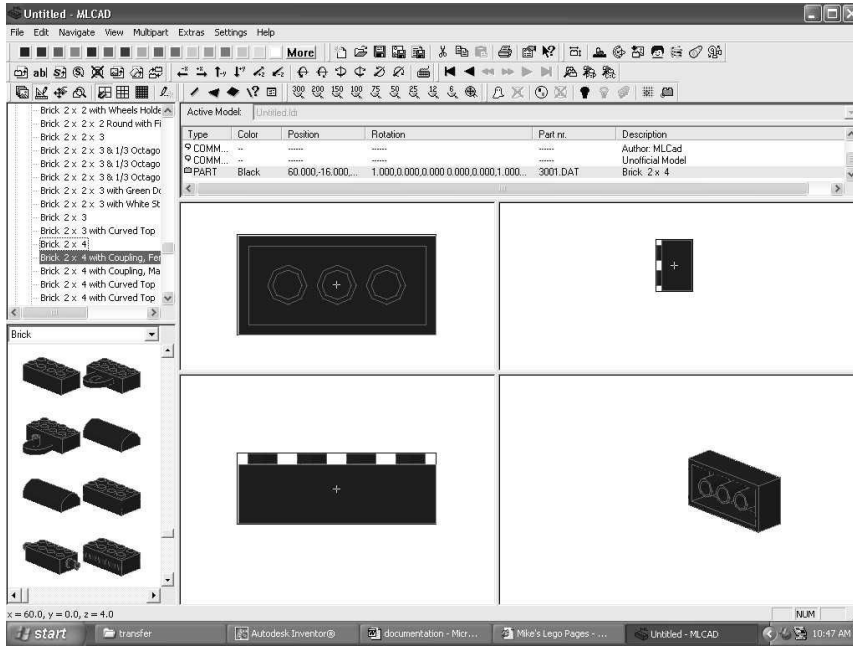 Untitled - MLCAD
File Edit Navigate View Multipart Extras Settings Help
More
Brick 2 x 2 with Wheels Holde
Brick 2 x 2 x 2 Round with Fi
Brick 2 x 2 x 3
Brick 2 x 3 & 1/3 Octago
Brick 2 x 3 & 1/3 Octago
Brick 2 x 3 & 1/3 Octago
Brick 2 x 2 x 3 with Green Do
Brick 2 x 2 x 3 with White St
Brick 2 x 3
Brick 2 x 3 with Curved Top
Brick 2 x 4
Brick 2 x 4 with Coupling, Fer
Brick 2 x 4 with Coupling, Ma
Brick 2 x 4 with Curved Top
Brick 2 x 4 with Curved Top
Active Model: Untitled.ldr
Type Color Position Rotation Part nr. Description
COMM... -- ------ ------ ------ Author: MLCad
COMM... -- ------ ------ ------ Unofficial Model
PART Black 60.000,-16.000,... 1.000,0.000,0.000 0.000,0.000,1.000... 3001.DAT Brick 2 x 4
Brick
x = 60.0, y = 0.0, z = 4.0
NUM
start transfer Autodesk Inventor® documentation - Micr... Mike's Lego Pages - ... Untitled - MLCAD 10:47 AM